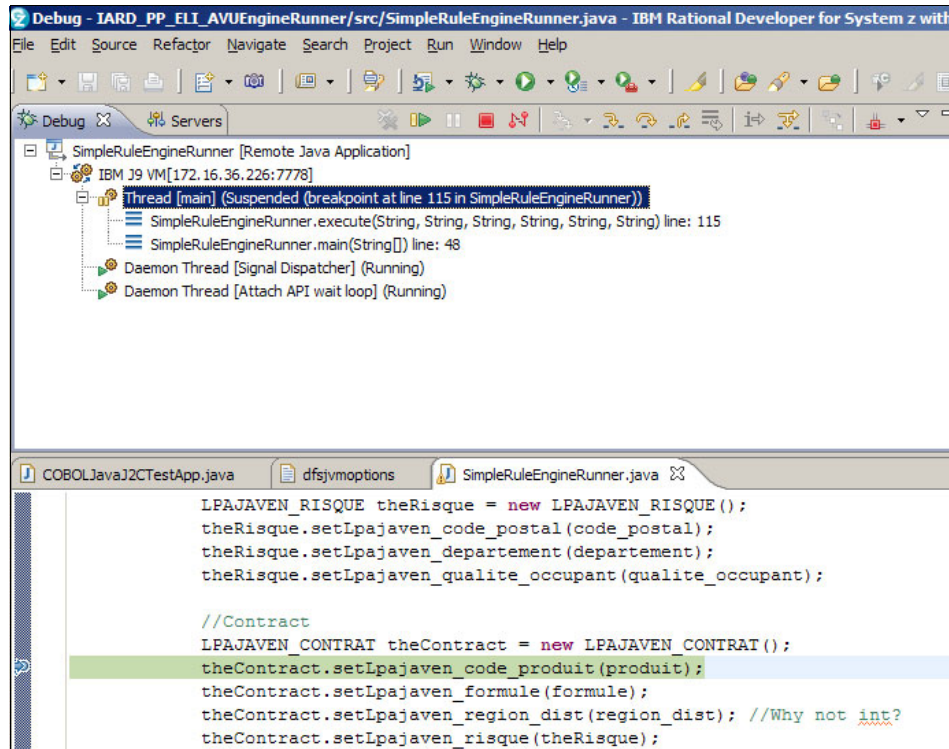 Debug - IARD_PP_ELI_AVUEngineRunner/src/SimpleRuleEngineRunner.java - IBM Rational Developer for System z with
File Edit Source Refactor Navigate Search Project Run Window Help
Debug Servers
SimpleRuleEngineRunner [Remote Java Application]
IBM J9 VM[172.16.36.226:7778]
Thread [main] (Suspended (breakpoint at line 115 in SimpleRuleEngineRunner))
SimpleRuleEngineRunner.execute(String, String, String, String, String, String) line: 115
SimpleRuleEngineRunner.main(String[]) line: 48
Daemon Thread [Signal Dispatcher] (Running)
Daemon Thread [Attach API wait loop] (Running)
COBOLJavaJ2CTestApp.java dfsjvmoptions SimpleRuleEngineRunner.java
LPAJAVEN_RISQUE theRisque = new LPAJAVEN_RISQUE();
theRisque.setLpajaven_code_postal(code_postal);
theRisque.setLpajaven_departement(departement);
theRisque.setLpajaven_qualite_occupant(qualite_occupant);
//Contract
LPAJAVEN_CONTRAT theContract = new LPAJAVEN_CONTRAT();
theContract.setLpajaven_code_produit(produit);
theContract.setLpajaven_formule(formule);
theContract.setLpajaven_region_dist(region_dist); //Why not int?
theContract.setLpajaven_risque(theRisque);